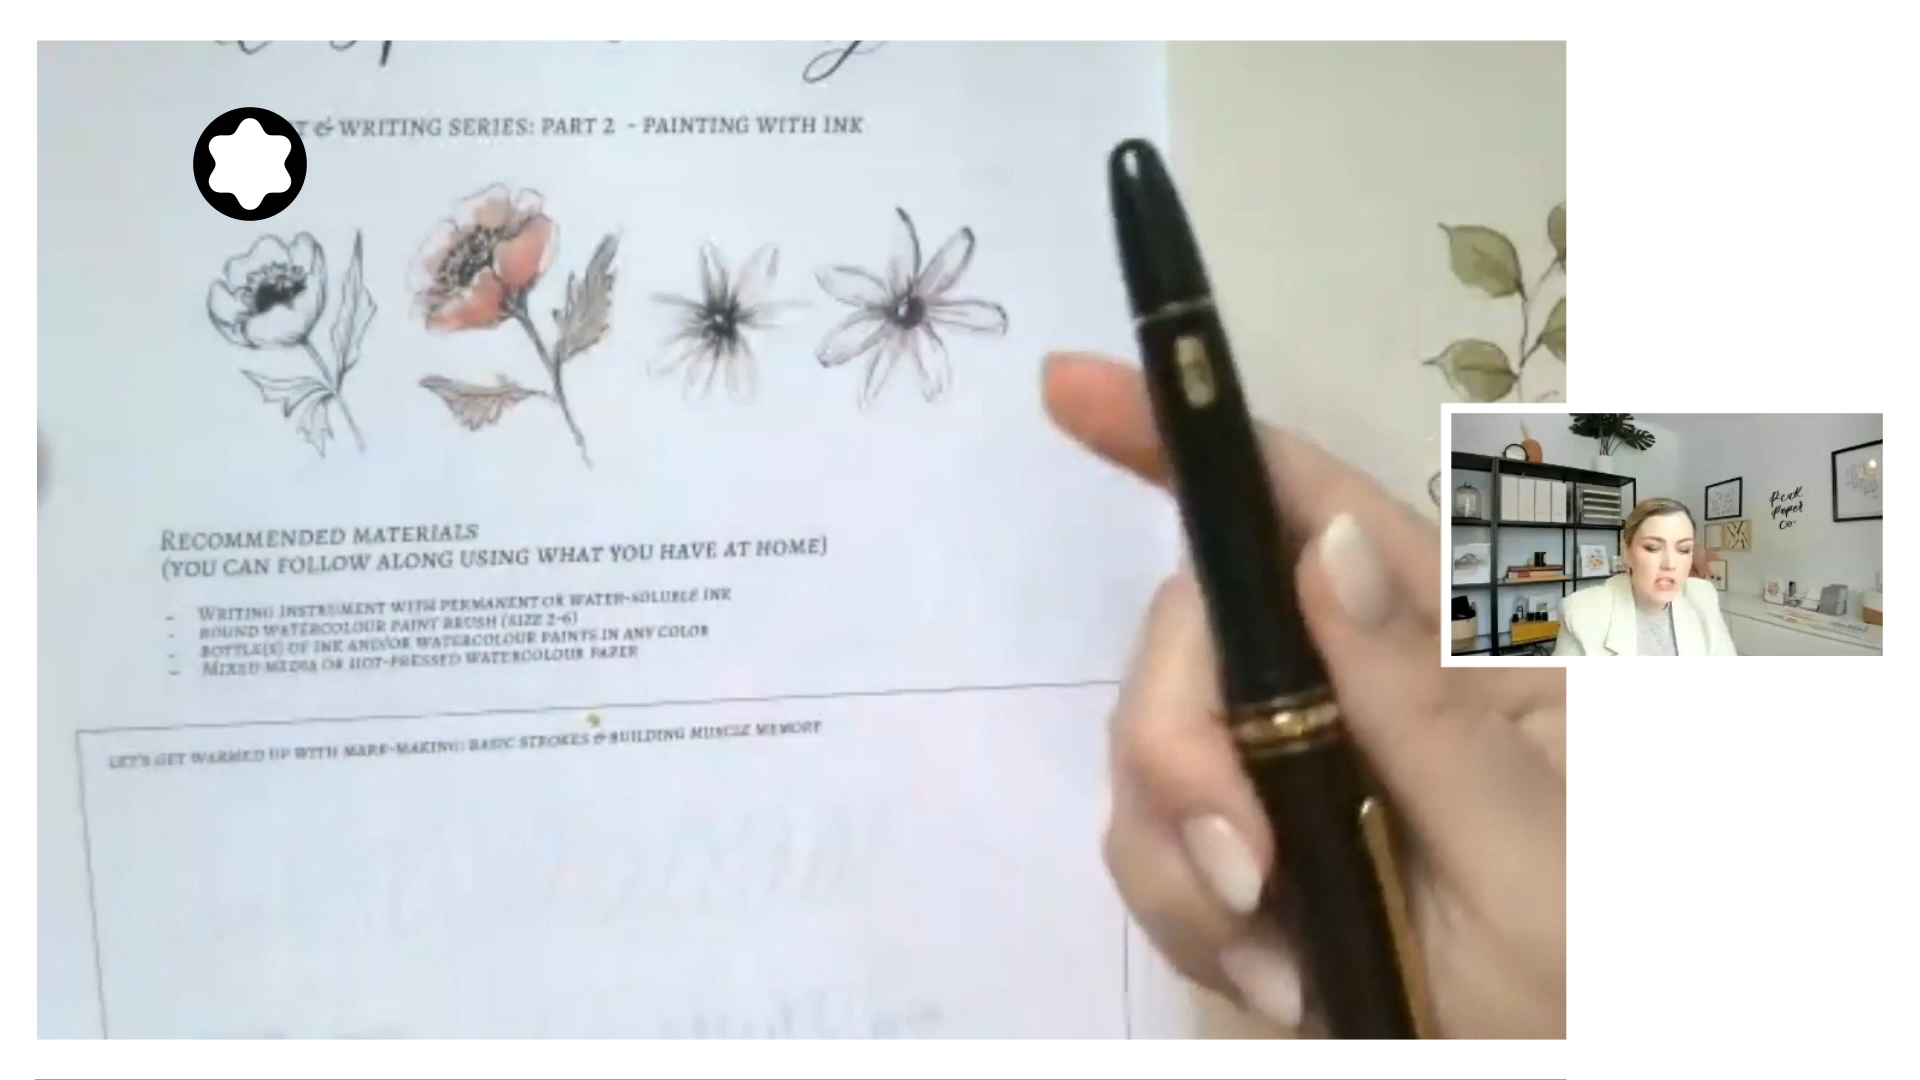 T & WRITING SERIES: PART 2 - PAINTING WITH INK
RECOMMENDED MATERIALS
(YOU CAN FOLLOW ALONG USING WHAT YOU HAVE AT HOME)
- WRITING INSTRUMENT WITH PERMANENT OR WATER-SOLUBLE INK
- ROUND WATERCOLOUR PAINT BRUSH (SIZE 2-6)
- BOTTLE(S) OF INK AND/OR WATERCOLOUR PAINTS IN ANY COLOR
- MIXED MEDIA OR HOT-PRESSED WATERCOLOUR PAPER
LET'S GET WARMED UP WITH MARK-MAKING: BASIC STROKES & BUILDING MUSCLE MEMORY
Paper
Co